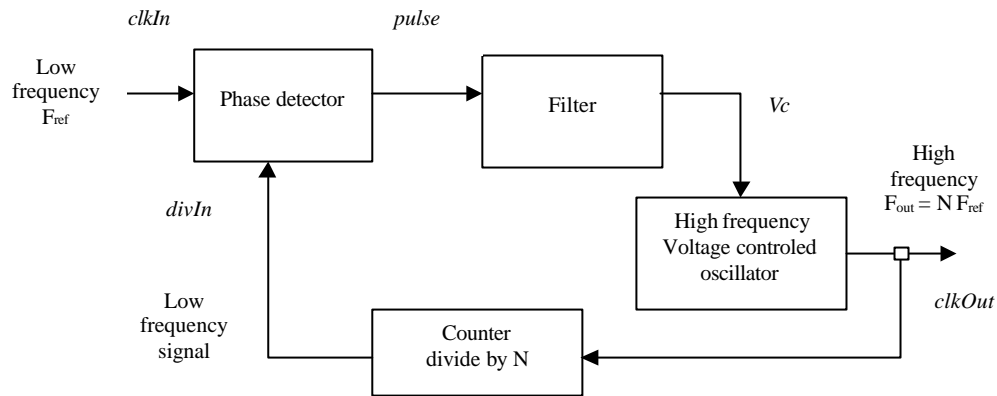 clkIn
pulse
Low
frequency
Fref
Phase detector
Filter
Vc
High
frequency
Fout = N Fref
divIn
High frequency
Voltage controled
oscillator
clkOut
Low
frequency
signal
Counter
divide by N